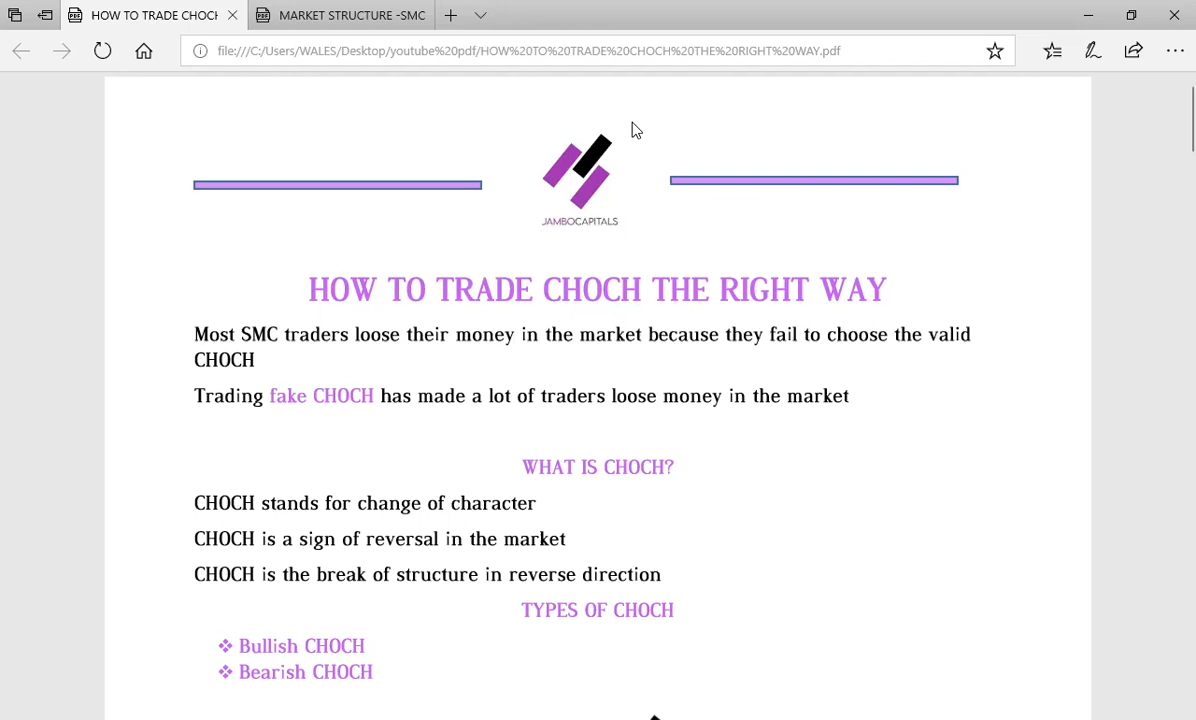 HOW TO TRADE CHOCH
MARKET STRUCTURE -SMC
file:///C:/Users/WALES/Desktop/youtube%20pdf/HOW%20TO%20TRADE%20CHOCH%20THE%20RIGHT%20WAY.pdf
JAMBOCAPITALS
HOW TO TRADE CHOCH THE RIGHT WAY
Most SMC traders loose their money in the market because they fail to choose the valid
CHOCH
Trading fake CHOCH has made a lot of traders loose money in the market
WHAT IS CHOCH?
CHOCH stands for change of character
CHOCH is a sign of reversal in the market
CHOCH is the break of structure in reverse direction
TYPES OF CHOCH
❖ Bullish CHOCH
❖ Bearish CHOCH